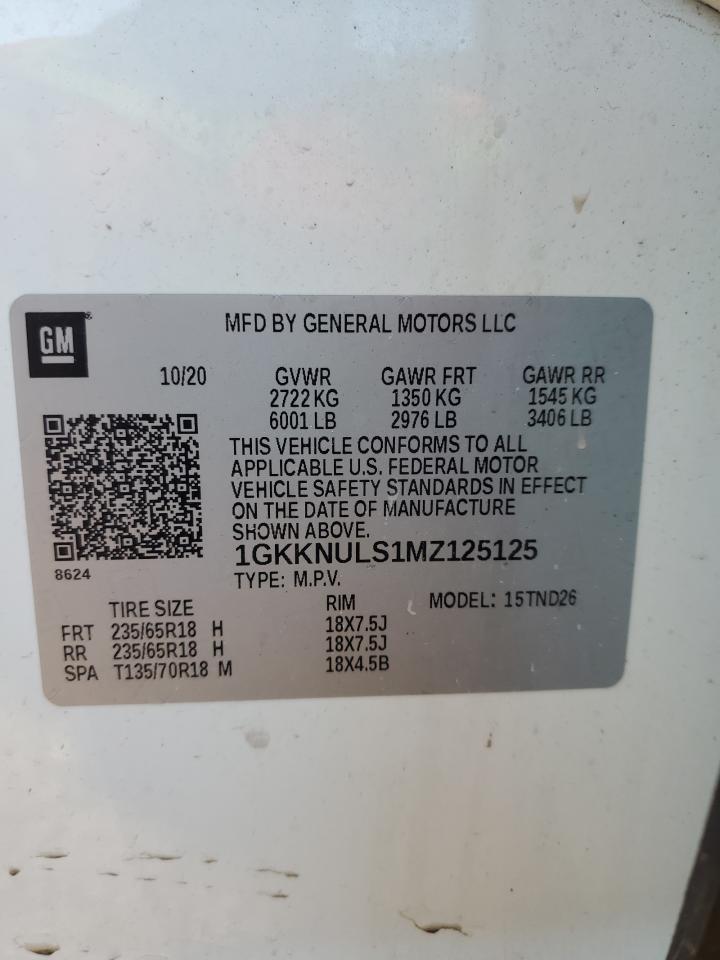 GM®
MFD BY GENERAL MOTORS LLC
10/20 GVWR GAWR FRT GAWR RR
2722 KG 1350 KG 1545 KG
6001 LB 2976 LB 3406 LB
THIS VEHICLE CONFORMS TO ALL
APPLICABLE U.S. FEDERAL MOTOR
VEHICLE SAFETY STANDARDS IN EFFECT
ON THE DATE OF MANUFACTURE
SHOWN ABOVE.
1GKKNULS1MZ125125
8624
TYPE: M.P.V.
TIRE SIZE RIM MODEL: 15TND26
FRT 235/65R18 H 18X7.5J
RR 235/65R18 H 18X7.5J
SPA T135/70R18 M 18X4.5B